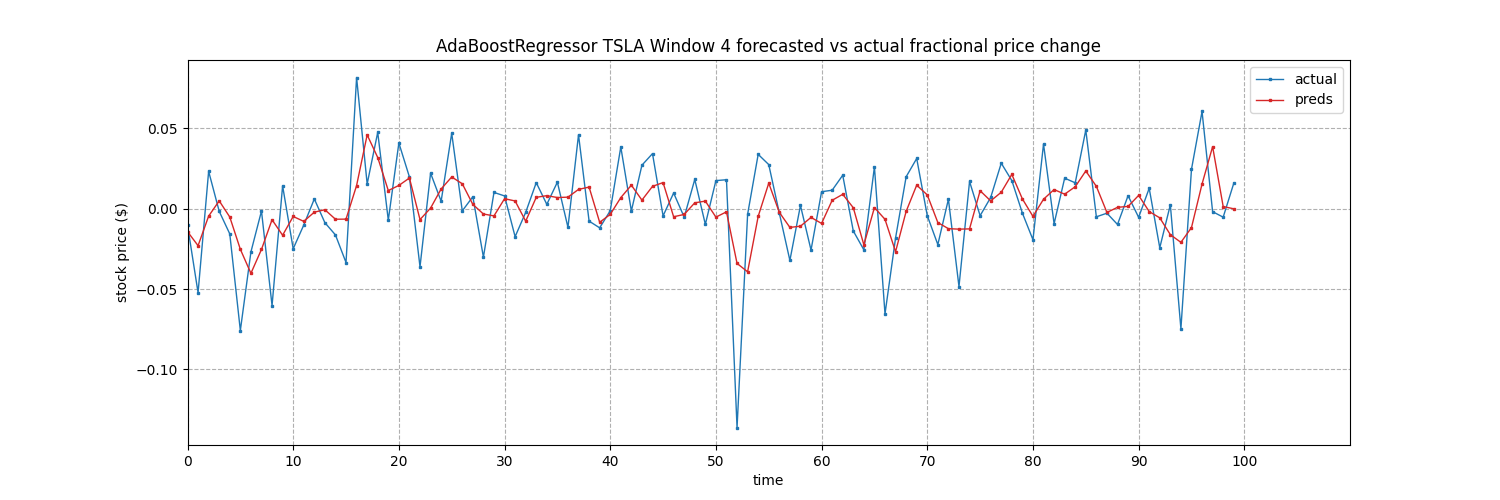 AdaBoostRegressor TSLA Window 4 forecasted vs actual fractional price change
actual
preds
0.05
0.00
−0.05
−0.10
stock price ($)
0 10 20 30 40 50 60 70 80 90 100
time